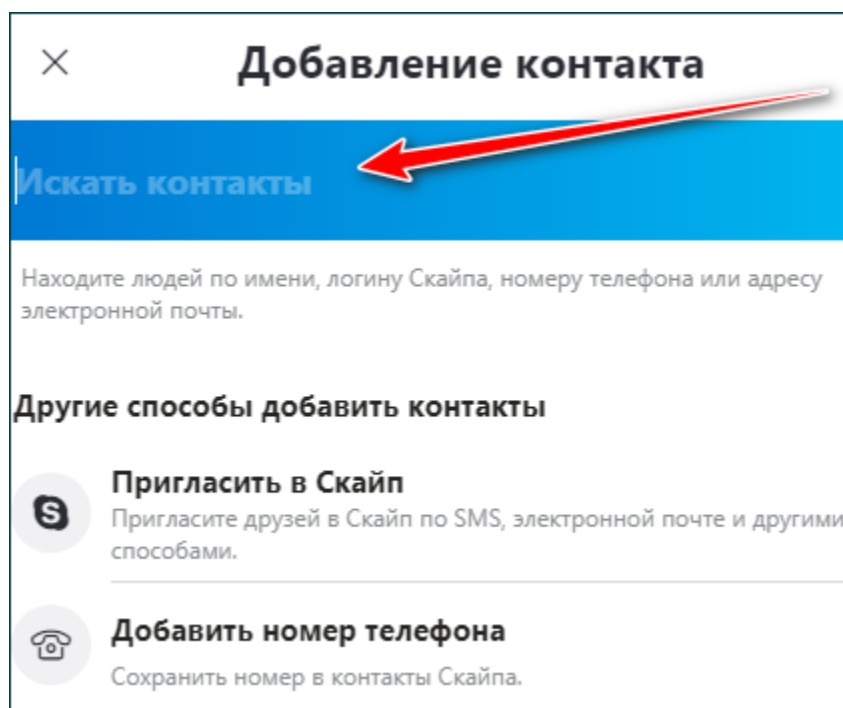 Добавление контакта
Искать контакты
Находите людей по имени, логину Скайпа, номеру телефона или адресу
электронной почты.
Другие способы добавить контакты
Пригласить в Скайп
Пригласите друзей в Скайп по SMS, электронной почте и другими
способами.
Добавить номер телефона
Сохранить номер в контакты Скайпа.